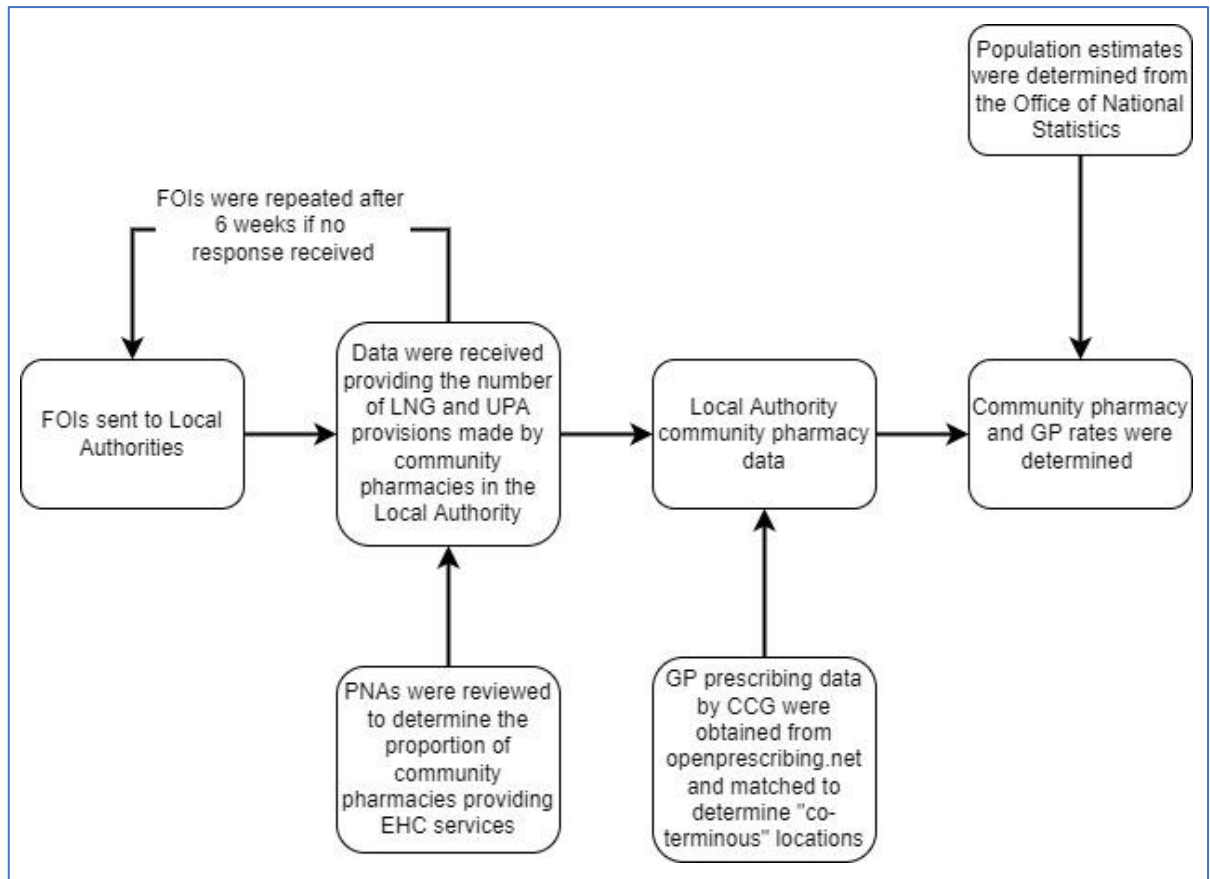 Population estimates
were determined from
the Office of National
Statistics
FOIs were repeated after
6 weeks if no
response received
FOIs sent to Local
Authorities
Data were received
providing the number
of LNG and UPA
provisions made by
community
pharmacies in the
Local Authority
Local Authority
community pharmacy
data
Community pharmacy
and GP rates were
determined
PNAs were reviewed
to determine the
proportion of
community
pharmacies providing
EHC services
GP prescribing data
by CCG were
obtained from
openprescribing.net
and matched to
determine "co-
terminous" locations